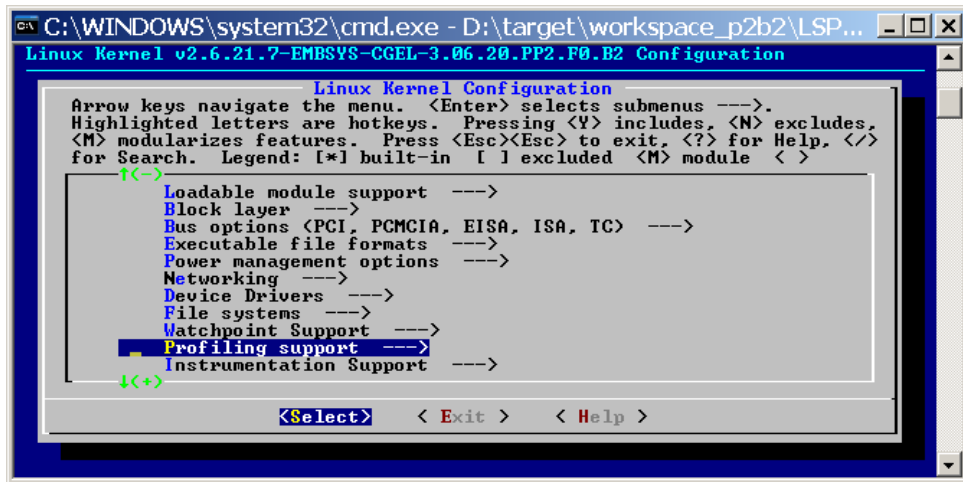 C:\WINDOWS\system32\cmd.exe - D:\target\workspace_p2b2\LSP...
Linux Kernel v2.6.21.7-EMBSYS-CGEL-3.06.20.PP2.F0.B2 Configuration
Linux Kernel Configuration
Arrow keys navigate the menu. <Enter> selects submenus --->.
Highlighted letters are hotkeys. Pressing <Y> includes, <N> excludes,
<M> modularizes features. Press <Esc><Esc> to exit, <?> for Help, </>
for Search. Legend: [*] built-in [ ] excluded <M> module < >
↑(-)
Loadable module support --->
Block layer --->
Bus options (PCI, PCMCIA, EISA, ISA, TC) --->
Executable file formats --->
Power management options --->
Networking --->
Device Drivers --->
File systems --->
Watchpoint Support --->
Profiling support --->
Instrumentation Support --->
↓(+)
<Select> < Exit > < Help >